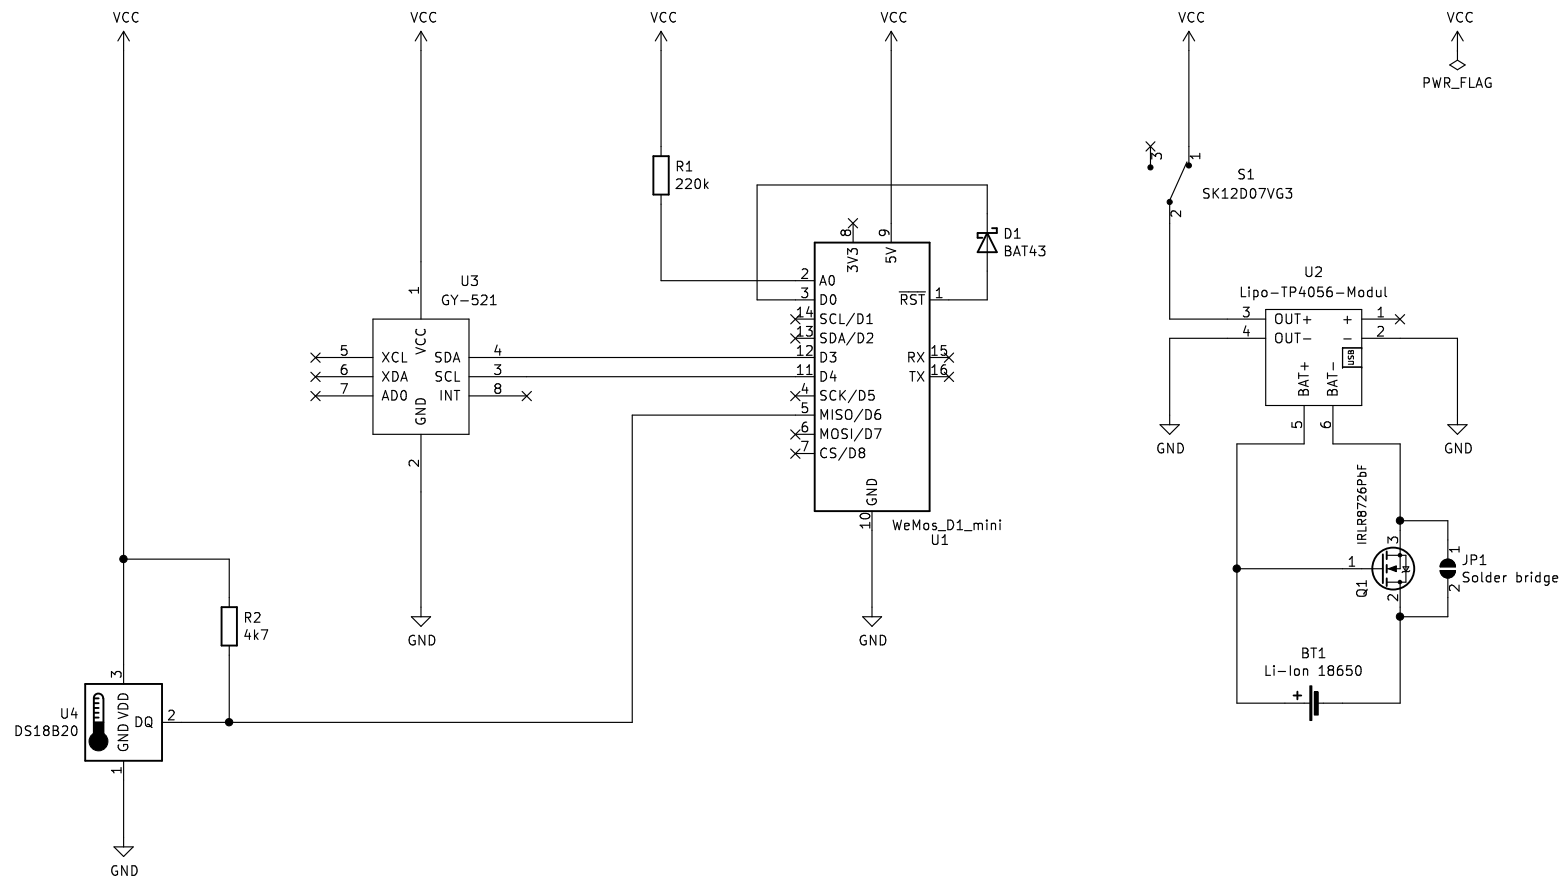 VCC
VCC
VCC
VCC
VCC
VCC
PWR_FLAG
R1
220k
3
1
2
S1
SK12D07VG3
8
3V3
9
5V
D1
BAT43
1
U3
GY-521
VCC
5 XCL
6 XDA
7 AD0
SDA 4
SCL 3
INT 8
GND
2
GND
2 A0
3 D0
14 SCL/D1
13 SDA/D2
12 D3
11 D4
4 SCK/D5
5 MISO/D6
6 MOSI/D7
7 CS/D8
RST 1
RX 15
TX 16
GND
10
WeMos_D1_mini
U1
GND
U2
Lipo-TP4056-Modul
3 OUT+
4 OUT-
+ 1
- 2
USB
BAT+
BAT-
5
6
GND
GND
IRLR8726PbF
3
1
2
Q1
1
JP1
Solder bridge
2
BT1
Li-Ion 18650
+
R2
4k7
3
U4
DS18B20
VDD
GND
DQ 2
1
GND